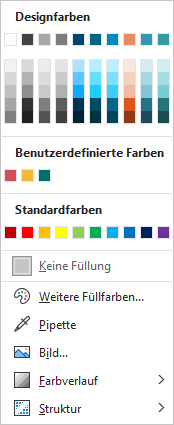 Designfarben
Benutzerdefinierte Farben
Standardfarben
Keine Füllung
Weitere Füllfarben...
Pipette
Bild...
Farbverlauf
Struktur